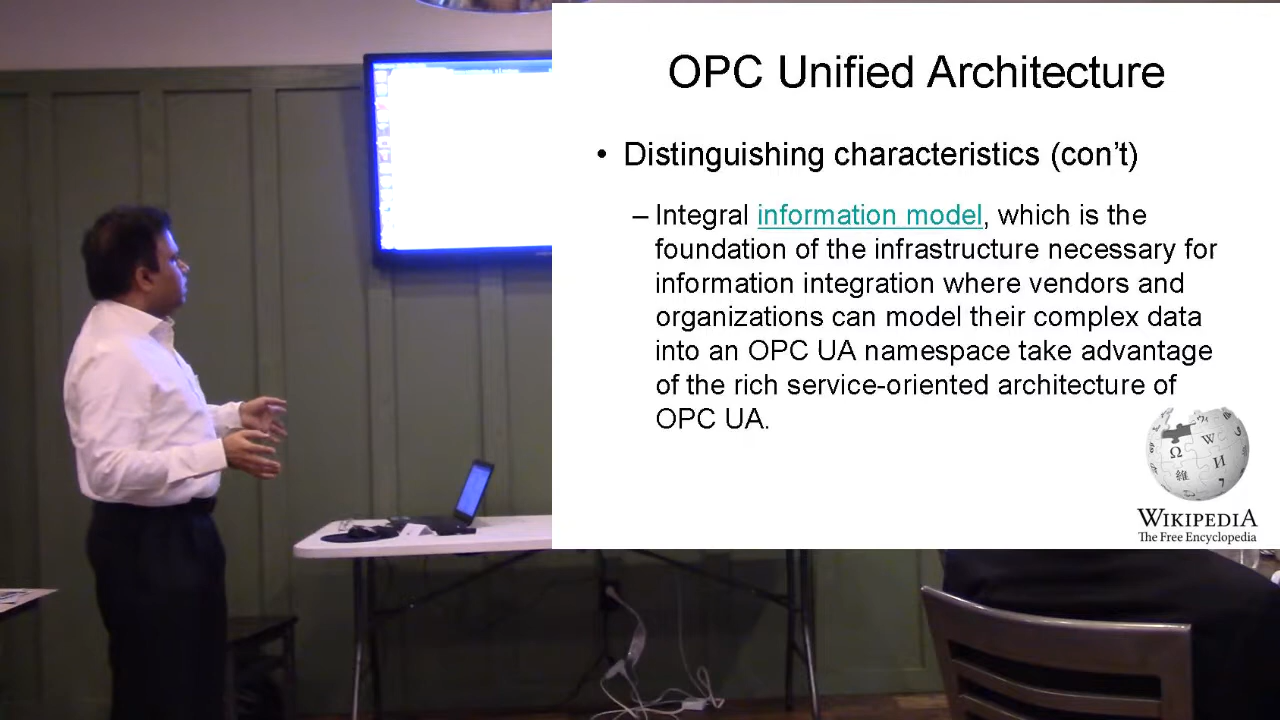 OPC Unified Architecture
• Distinguishing characteristics (con’t)
– Integral information model, which is the
foundation of the infrastructure necessary for
information integration where vendors and
organizations can model their complex data
into an OPC UA namespace take advantage
of the rich service-oriented architecture of
OPC UA.
Ω W И 維
WIKIPEDIA
The Free Encyclopedia